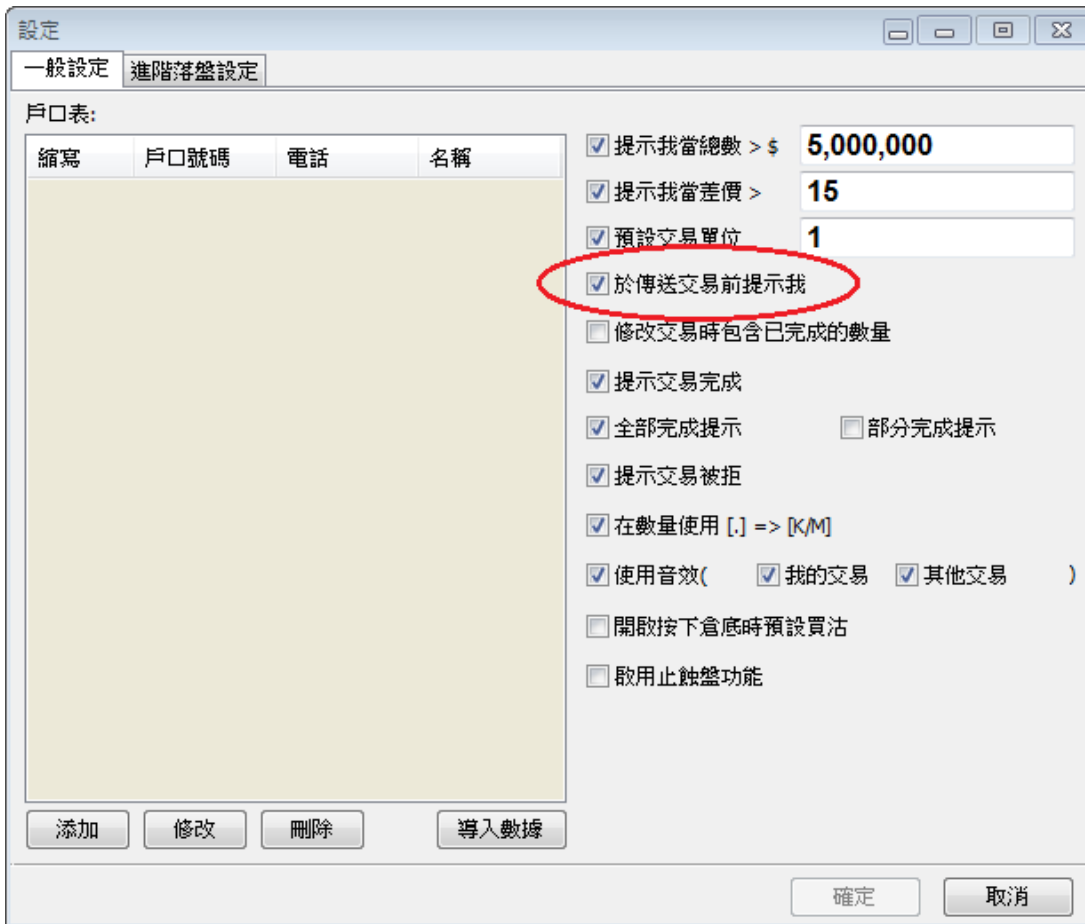 設定
一般設定 進階落盤設定
戶口表:
縮寫 戶口號碼 電話 名稱
提示我當總數 > $ 5,000,000
提示我當差價 > 15
預設交易單位 1
於傳送交易前提示我
修改交易時包含已完成的數量
提示交易完成
全部完成提示 部分完成提示
提示交易被拒
在數量使用 [.] => [K/M]
使用音效( 我的交易 其他交易 )
開啟按下倉底時預設買沽
啟用止蝕盤功能
添加 修改 刪除 導入數據
確定 取消